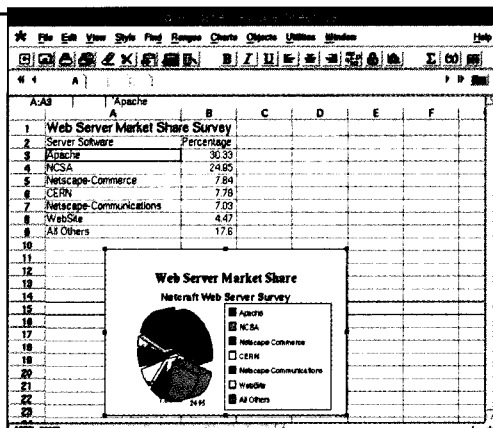 File Edit View Style Find Ranges Charts Objects Utilities Window Help
B I U Σ
A
A:A3 'Apache
A B C D E F
1 Web Server Market Share Survey
2 Server Software Percentage
3 Apache 30.33
4 NCSA 24.95
5 Netscape-Commerce 7.84
6 CERN 7.78
7 Netscape-Communications 7.03
8 WebSite 4.47
9 All Others 17.6
10
11
12
13
14
15
16
17
18
19
20
21
22
23
Web Server Market Share
Netcraft Web Server Survey
Apache
NCSA
Netscape Commerce
CERN
Netscape-Communications
WebSite
All Others
24.95